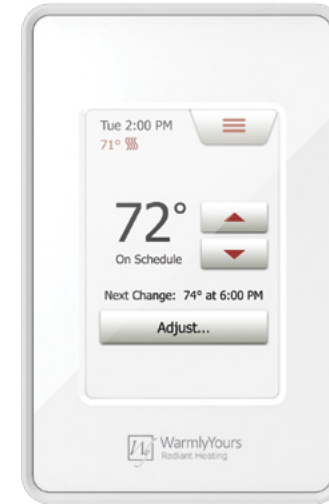 Tue 2:00 PM
71°
72°
On Schedule
Next Change: 74° at 6:00 PM
Adjust...
WarmlyYours
Radiant Heating